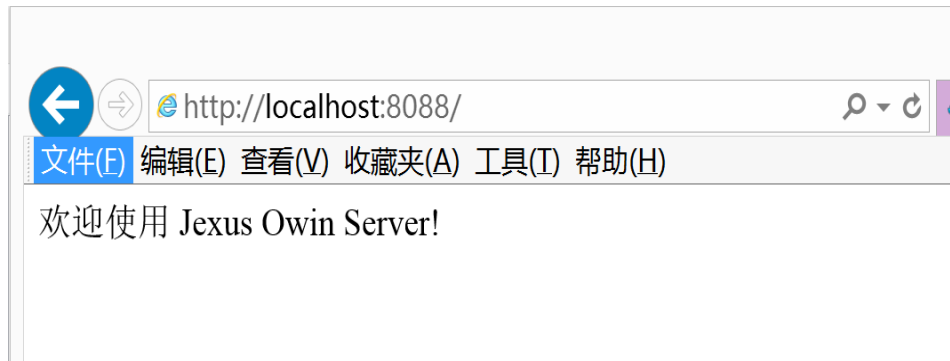 http://localhost:8088/
文件(F) 编辑(E) 查看(V) 收藏夹(A) 工具(T) 帮助(H)
欢迎使用 Jexus Owin Server!